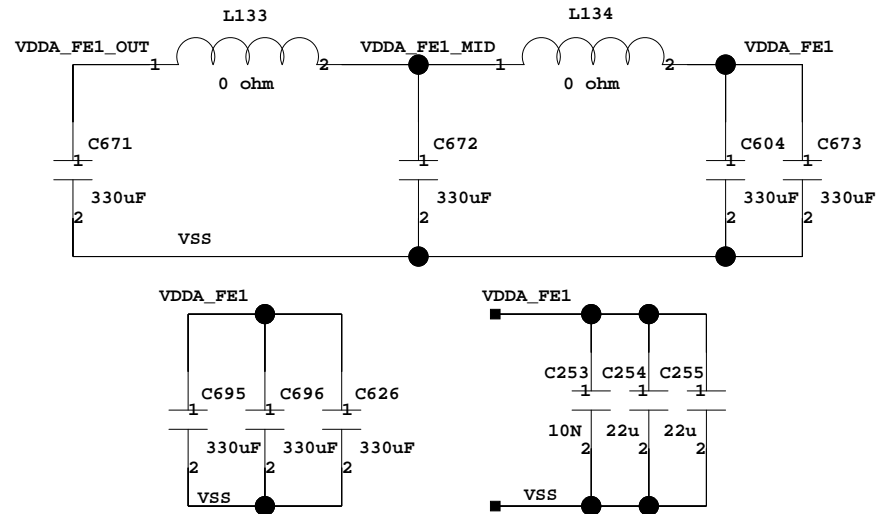 L133
L134
VDDA_FE1_OUT
VDDA_FE1_MID
VDDA_FE1
1 2 1 2
0 ohm
0 ohm
C671
C672
C604
C673
1 1 1 1
330uF
330uF
330uF
330uF
2 2 2 2
VSS
VDDA_FE1
VDDA_FE1
C253
C254
C255
C695
C696
C626
1 1 1
1 1 1
10N
22u
22u
330uF
330uF
330uF
2 2 2
2 2 2
VSS
VSS